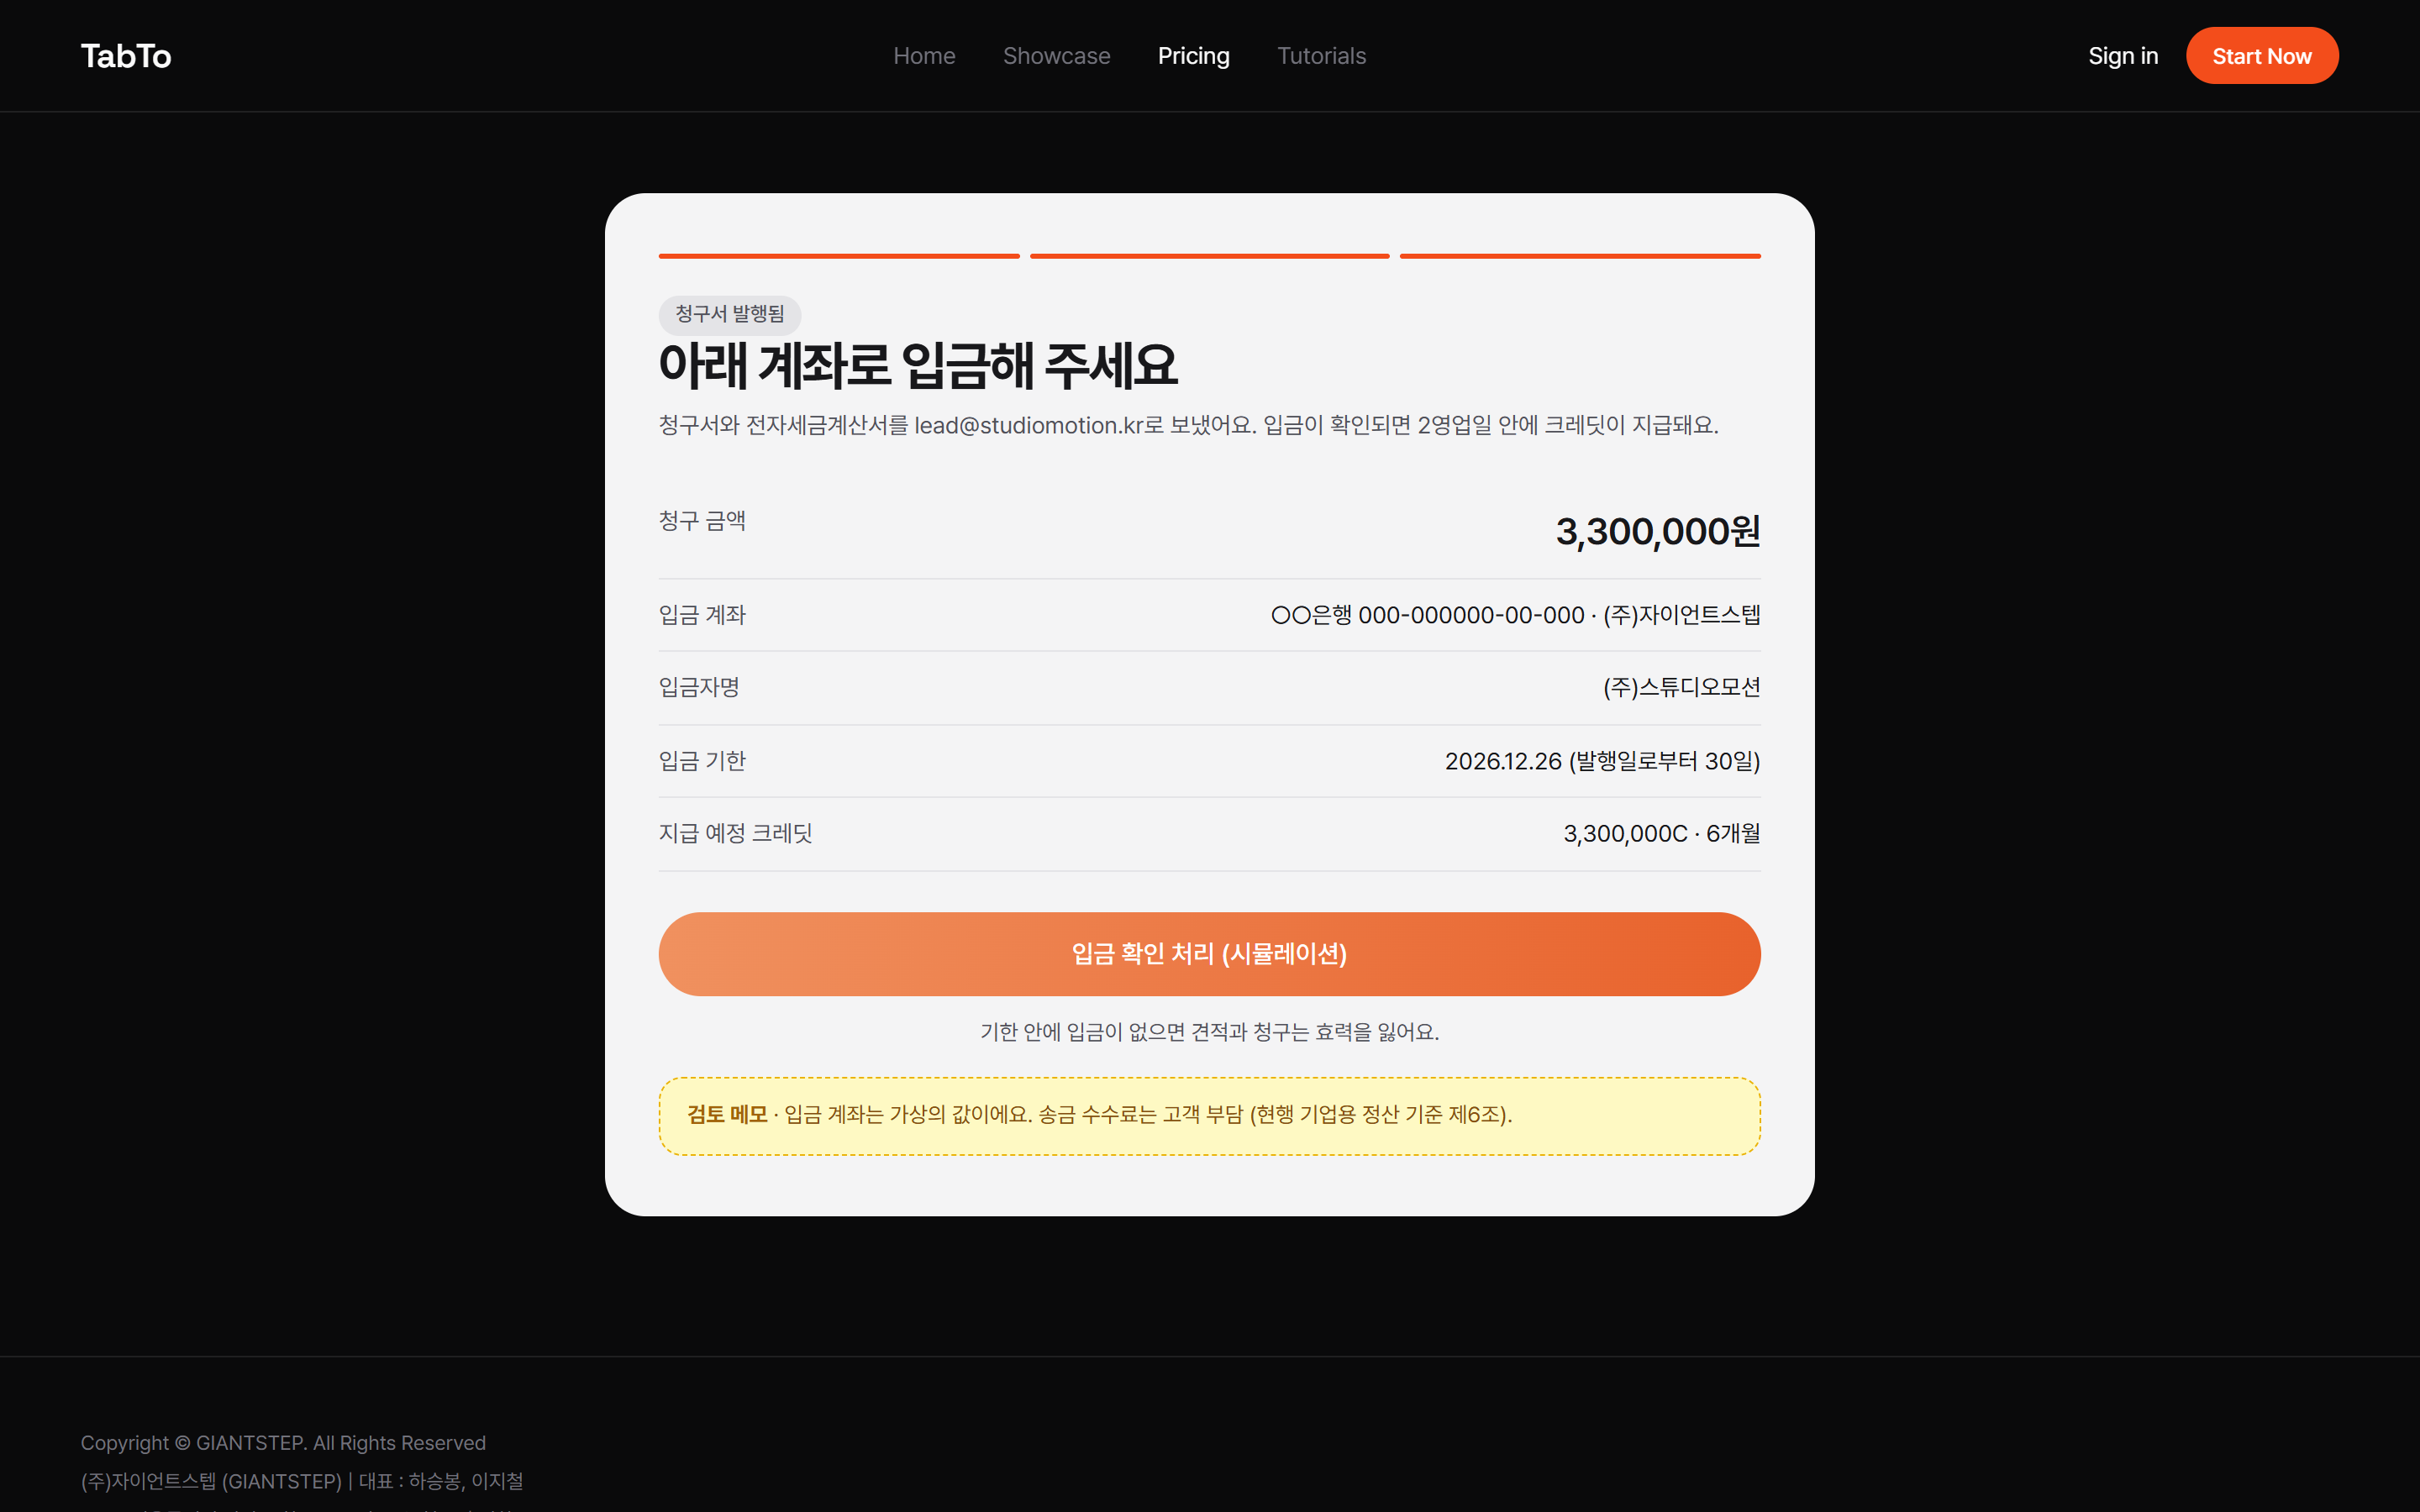 TabTo
Home Showcase Pricing Tutorials
Sign in Start Now
청구서 발행됨
아래 계좌로 입금해 주세요
청구서와 전자세금계산서를 lead@studiomotion.kr로 보냈어요. 입금이 확인되면 2영업일 안에 크레딧이 지급돼요.
청구 금액 3,300,000원
입금 계좌 〇〇은행 000-000000-00-000 · (주)자이언트스텝
입금자명 (주)스튜디오모션
입금 기한 2026.12.26 (발행일로부터 30일)
지급 예정 크레딧 3,300,000C · 6개월
입금 확인 처리 (시뮬레이션)
기한 안에 입금이 없으면 견적과 청구는 효력을 잃어요.
검토 메모 · 입금 계좌는 가상의 값이에요. 송금 수수료는 고객 부담 (현행 기업용 정산 기준 제6조).
Copyright © GIANTSTEP. All Rights Reserved
(주)자이언트스텝 (GIANTSTEP) | 대표 : 하승봉, 이지철